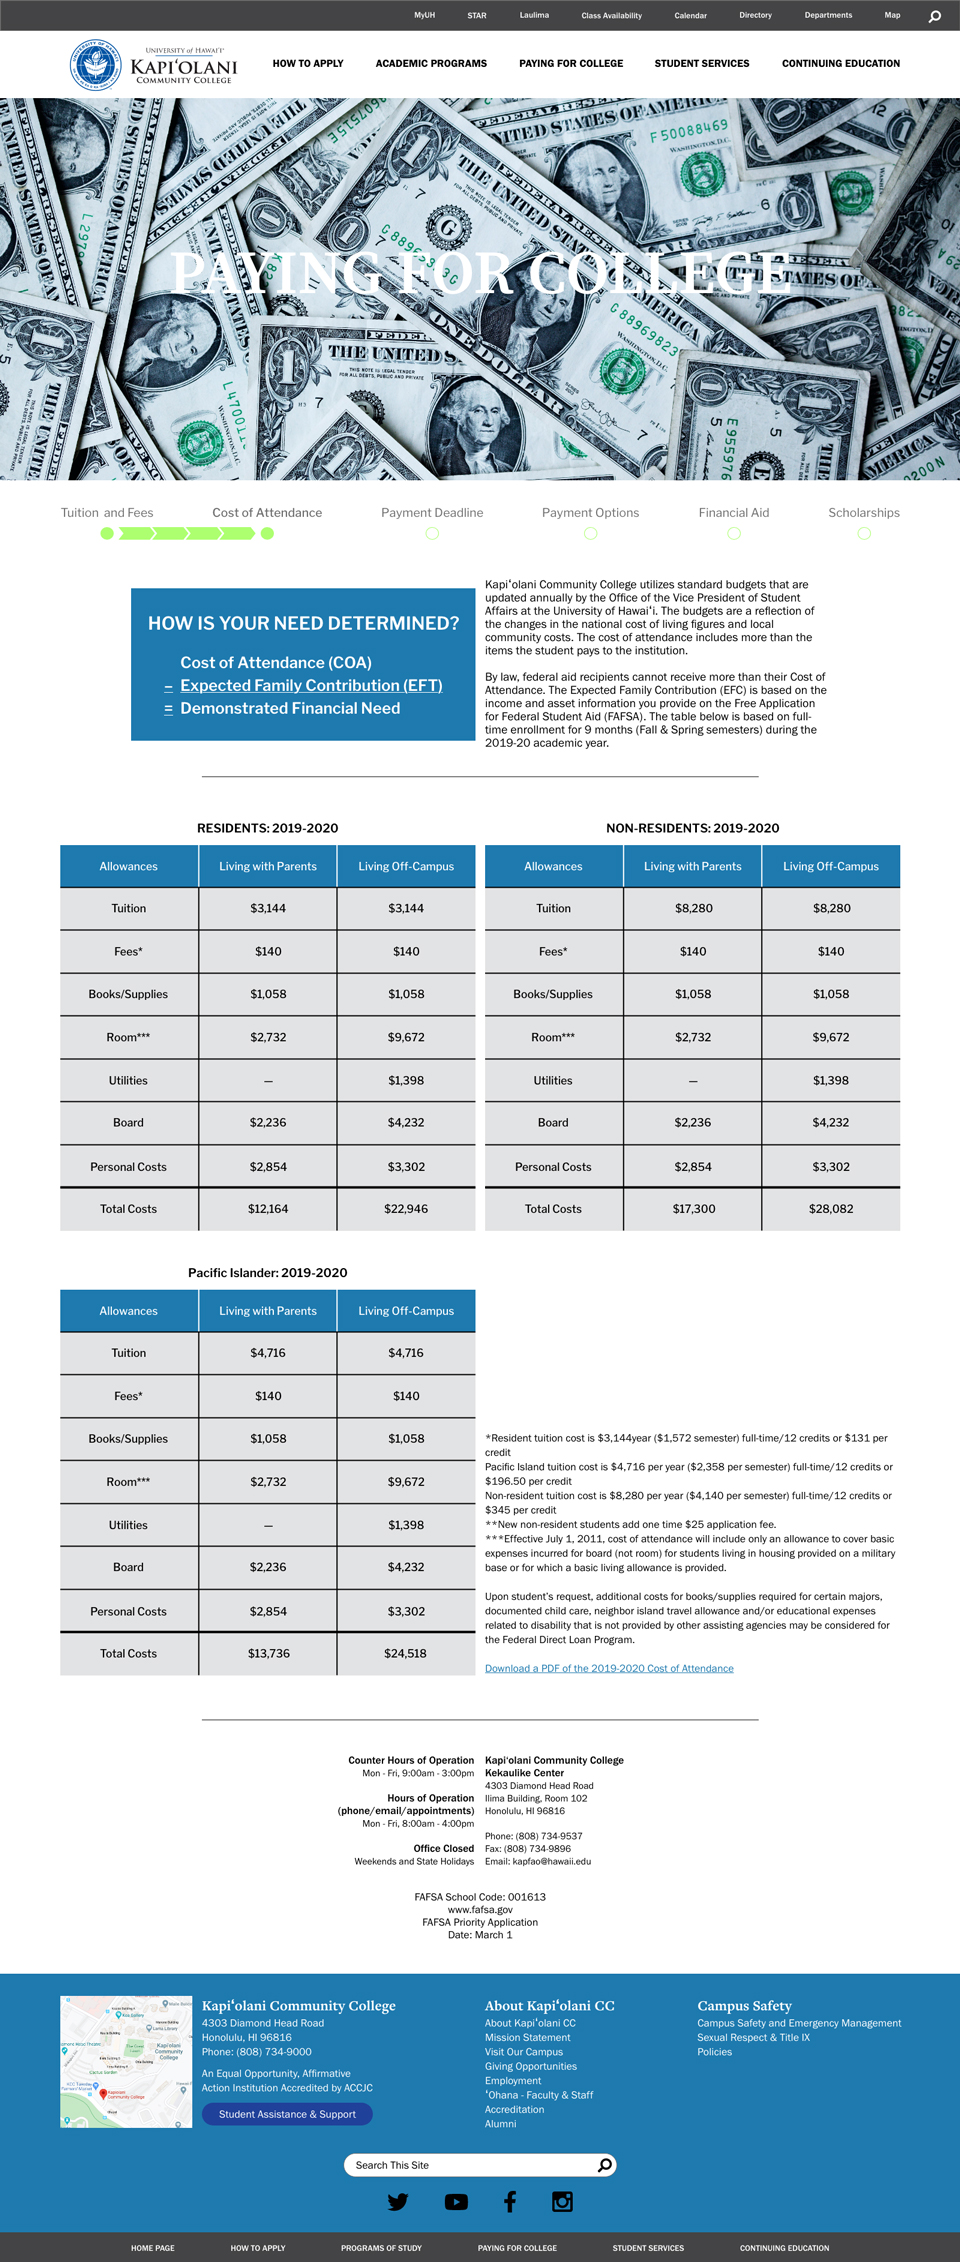 MyUH STAR Laulima Class Availability Calendar Directory Departments Map
UNIVERSITY of HAWAI‘I®
KAPI‘OLANI
COMMUNITY COLLEGE
HOW TO APPLY ACADEMIC PROGRAMS PAYING FOR COLLEGE STUDENT SERVICES CONTINUING EDUCATION
PAYING FOR COLLEGE
Tuition and Fees Cost of Attendance Payment Deadline Payment Options Financial Aid Scholarships
HOW IS YOUR NEED DETERMINED?
Cost of Attendance (COA)
– Expected Family Contribution (EFT)
= Demonstrated Financial Need
Kapiʻolani Community College utilizes standard budgets that are
updated annually by the Office of the Vice President of Student
Affairs at the University of Hawaiʻi. The budgets are a reflection of
the changes in the national cost of living figures and local
community costs. The cost of attendance includes more than the
items the student pays to the institution.
By law, federal aid recipients cannot receive more than their Cost of
Attendance. The Expected Family Contribution (EFC) is based on the
income and asset information you provide on the Free Application
for Federal Student Aid (FAFSA). The table below is based on full-
time enrollment for 9 months (Fall & Spring semesters) during the
2019-20 academic year.
RESIDENTS: 2019-2020
Allowances Living with Parents Living Off-Campus
Tuition $3,144 $3,144
Fees* $140 $140
Books/Supplies $1,058 $1,058
Room*** $2,732 $9,672
Utilities — $1,398
Board $2,236 $4,232
Personal Costs $2,854 $3,302
Total Costs $12,164 $22,946
NON-RESIDENTS: 2019-2020
Allowances Living with Parents Living Off-Campus
Tuition $8,280 $8,280
Fees* $140 $140
Books/Supplies $1,058 $1,058
Room*** $2,732 $9,672
Utilities — $1,398
Board $2,236 $4,232
Personal Costs $2,854 $3,302
Total Costs $17,300 $28,082
Pacific Islander: 2019-2020
Allowances Living with Parents Living Off-Campus
Tuition $4,716 $4,716
Fees* $140 $140
Books/Supplies $1,058 $1,058
Room*** $2,732 $9,672
Utilities — $1,398
Board $2,236 $4,232
Personal Costs $2,854 $3,302
Total Costs $13,736 $24,518
*Resident tuition cost is $3,144year ($1,572 semester) full-time/12 credits or $131 per
credit
Pacific Island tuition cost is $4,716 per year ($2,358 per semester) full-time/12 credits or
$196.50 per credit
Non-resident tuition cost is $8,280 per year ($4,140 per semester) full-time/12 credits or
$345 per credit
**New non-resident students add one time $25 application fee.
***Effective July 1, 2011, cost of attendance will include only an allowance to cover basic
expenses incurred for board (not room) for students living in housing provided on a military
base or for which a basic living allowance is provided.
Upon student’s request, additional costs for books/supplies required for certain majors,
documented child care, neighbor island travel allowance and/or educational expenses
related to disability that is not provided by other assisting agencies may be considered for
the Federal Direct Loan Program.
Download a PDF of the 2019-2020 Cost of Attendance
Counter Hours of Operation
Mon - Fri, 9:00am - 3:00pm
Hours of Operation
(phone/email/appointments)
Mon - Fri, 8:00am - 4:00pm
Office Closed
Weekends and State Holidays
Kapi‘olani Community College
Kekaulike Center
4303 Diamond Head Road
Ilima Building, Room 102
Honolulu, HI 96816
Phone: (808) 734-9537
Fax: (808) 734-9896
Email: kapfao@hawaii.edu
FAFSA School Code: 001613
www.fafsa.gov
FAFSA Priority Application
Date: March 1
Kapiʻolani Community College
4303 Diamond Head Road
Honolulu, HI 96816
Phone: (808) 734-9000
An Equal Opportunity, Affirmative
Action Institution Accredited by ACCJC
Student Assistance & Support
About Kapiʻolani CC
About Kapiʻolani CC
Mission Statement
Visit Our Campus
Giving Opportunities
Employment
ʻOhana - Faculty & Staff
Accreditation
Alumni
Campus Safety
Campus Safety and Emergency Management
Sexual Respect & Title IX
Policies
Search This Site
HOME PAGE HOW TO APPLY PROGRAMS OF STUDY PAYING FOR COLLEGE STUDENT SERVICES CONTINUING EDUCATION